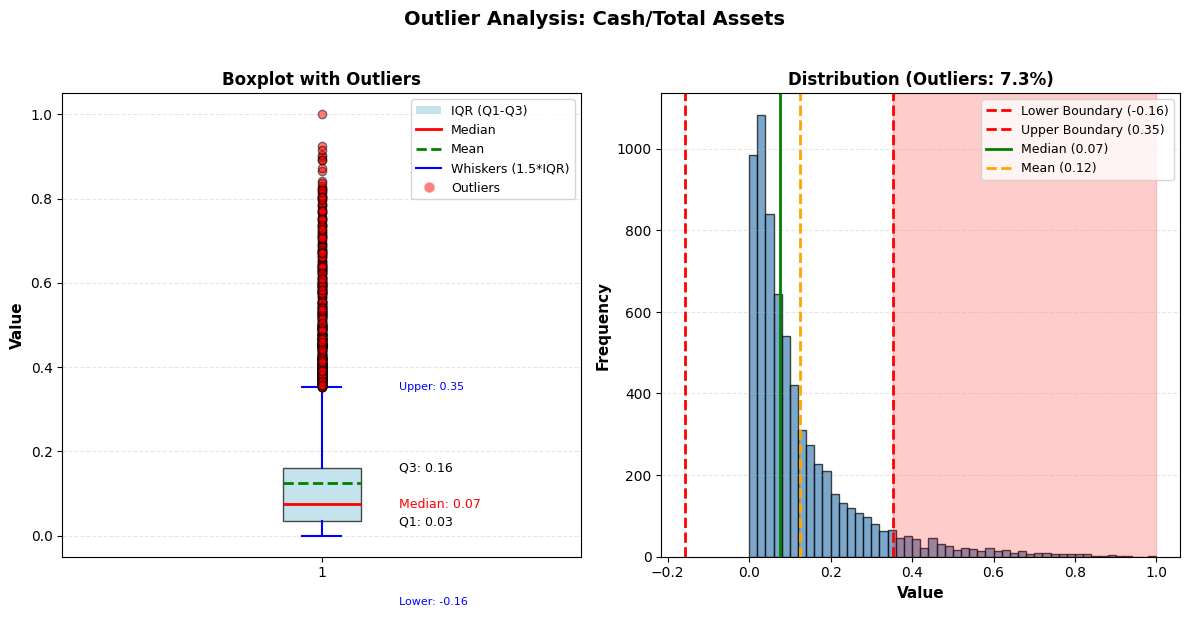 Outlier Analysis: Cash/Total Assets
Boxplot with Outliers
Value
1.0
0.8
0.6
0.4
0.2
0.0
1
IQR (Q1-Q3)
Median
Mean
Whiskers (1.5*IQR)
Outliers
Upper: 0.35
Q3: 0.16
Median: 0.07
Q1: 0.03
Lower: -0.16
Distribution (Outliers: 7.3%)
Frequency
1000
800
600
400
200
0
−0.2
0.0
0.2
0.4
0.6
0.8
1.0
Value
Lower Boundary (-0.16)
Upper Boundary (0.35)
Median (0.07)
Mean (0.12)